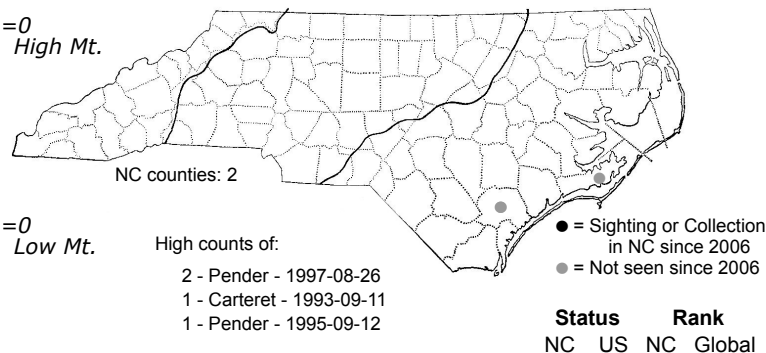 =0
High Mt.
NC counties: 2
=0
Low Mt.
High counts of:
2 - Pender - 1997-08-26
1 - Carteret - 1993-09-11
1 - Pender - 1995-09-12
● = Sighting or Collection
in NC since 2006
● = Not seen since 2006
Status Rank
NC US NC Global